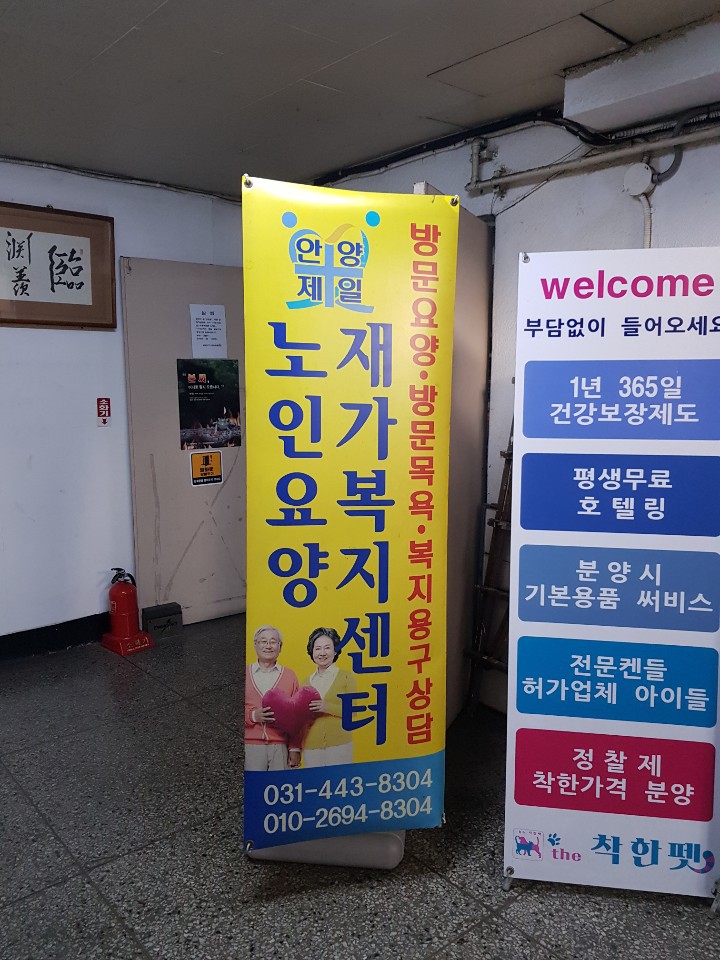 안양
제일
노인요양
재가복지센터
방문요양·방문목욕·복지용구상담
031-443-8304
010-2694-8304
welcome
부담없이 들어오세요
1년 365일
건강보장제도
평생무료
호텔링
분양시
기본용품 써비스
전문켄들
허가업체 아이들
정찰제
착한가격 분양
the 착한펫
소화기